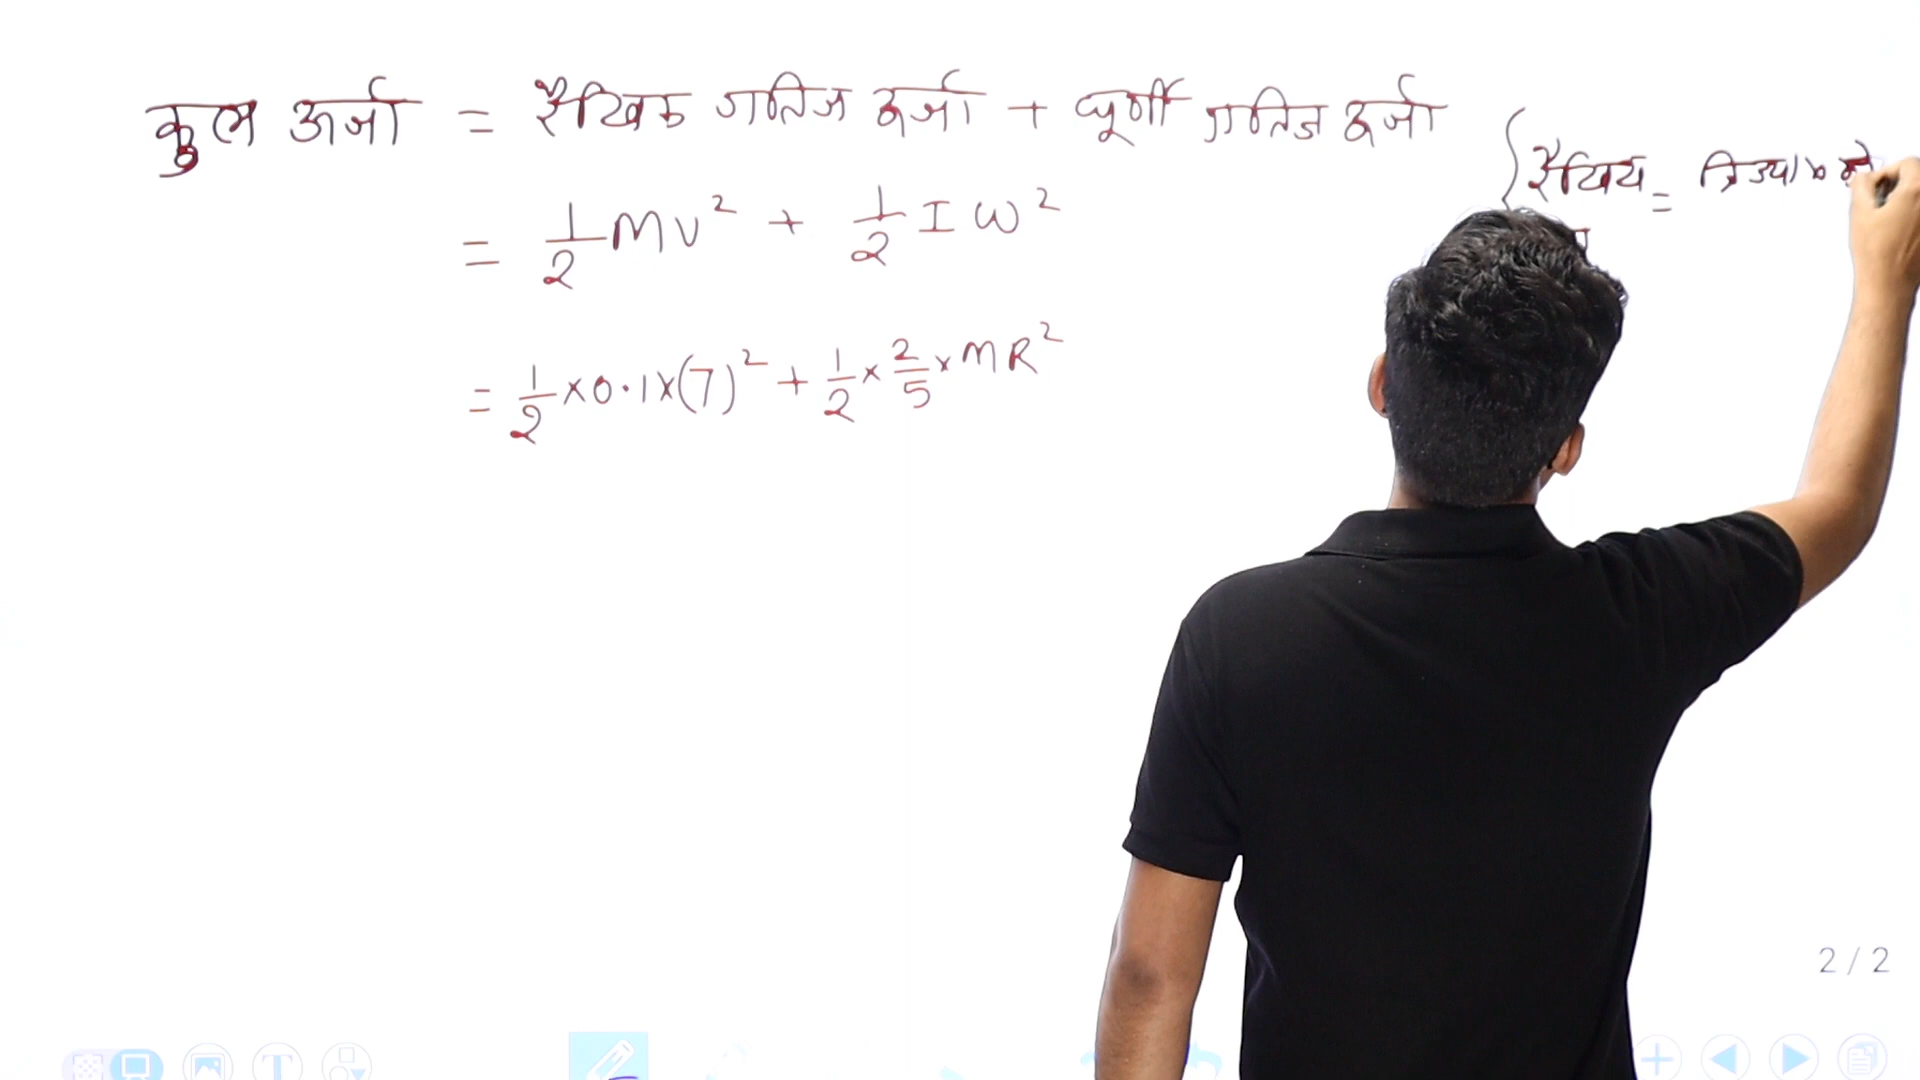 कुल ऊर्जा = रैखिक गतिज ऊर्जा + घूर्णी गतिज ऊर्जा
= 1/2 MV² + 1/2 I ω²
= 1/2 × 0.1 × (7)² + 1/2 × 2/5 × MR²
{ =
2 / 2
T